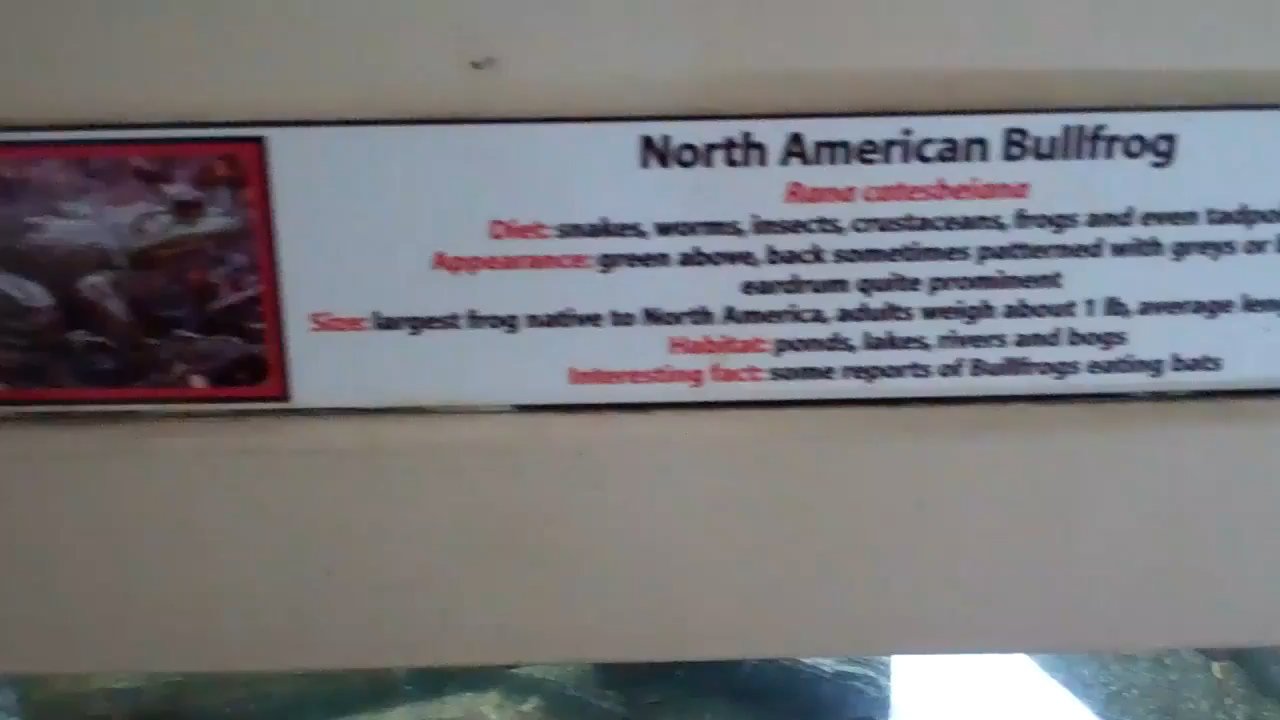 North American Bullfrog
Rana catesbeiana
Diet: snakes, worms, insects, crustaceans, frogs and even
Appearance: green above, back sometimes patterned with greys or
eardrum quite prominent
Size: largest frog native to North America, adults weigh about 1 lb, average
Habitat: ponds, lakes, rivers and bogs
Interesting fact: some reports of Bullfrogs eating bats